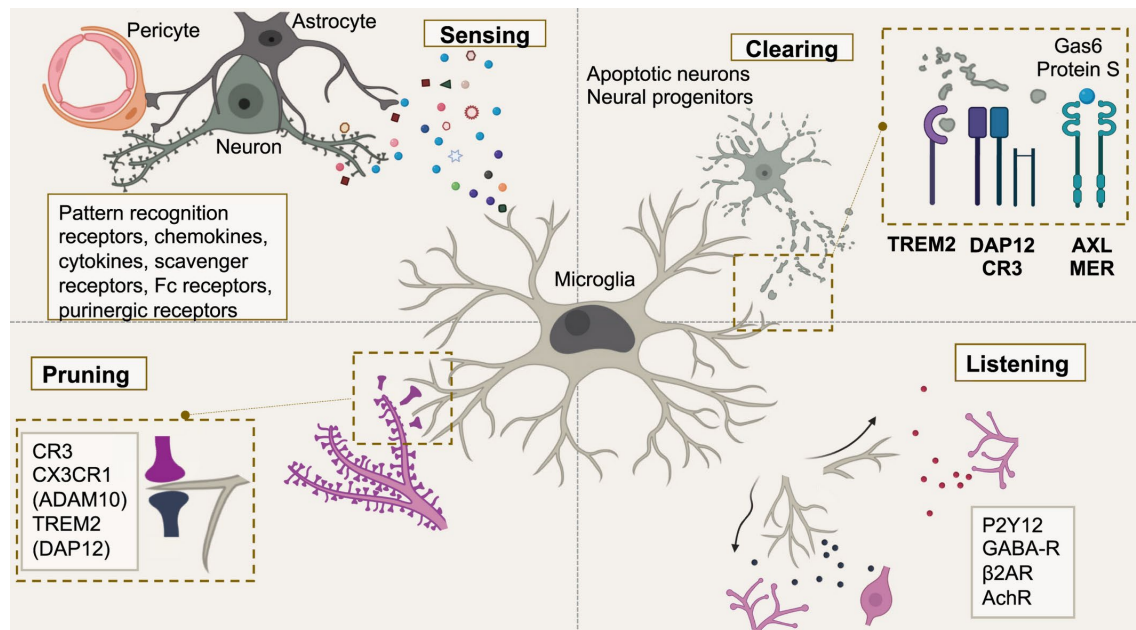 Pericyte
Astrocyte
Neuron
Sensing
Pattern recognition
receptors, chemokines,
cytokines, scavenger
receptors, Fc receptors,
purinergic receptors
Clearing
Apoptotic neurons
Neural progenitors
Gas6
Protein S
TREM2
DAP12
CR3
AXL
MER
Microglia
Pruning
CR3
CX3CR1
(ADAM10)
TREM2
(DAP12)
Listening
P2Y12
GABA-R
β2AR
AchR